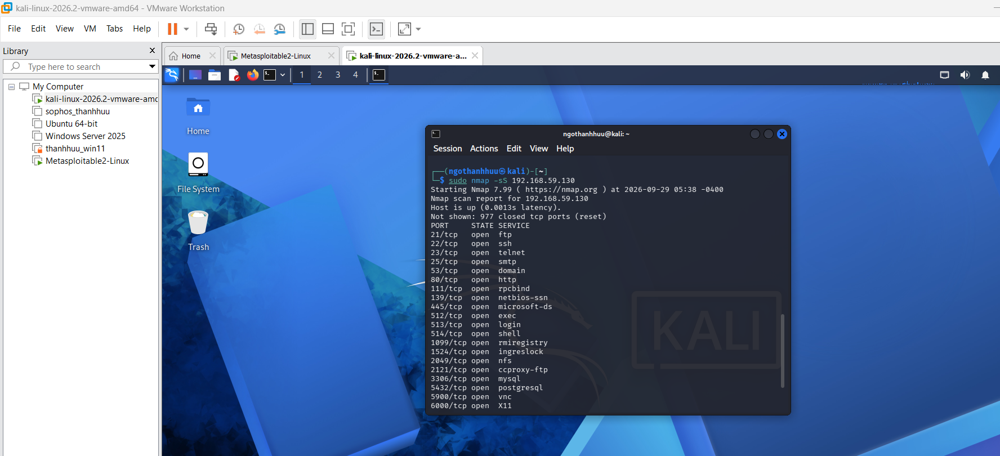 kali-linux-2026.2-vmware-amd64 - VMware Workstation
File Edit View VM Tabs Help
Library
Type here to search
My Computer
kali-linux-2026.2-vmware-amd
sophos_thanhhuu
Ubuntu 64-bit
Windows Server 2025
thanhhuu_win11
Metasploitable2-Linux
Home
Metasploitable2-Linux
kali-linux-2026.2-vmware-a...
1 2 3 4
Home
File System
Trash
ngothanhhuu@kali: ~
Session Actions Edit View Help
┌──(ngothanhhuu㉿kali)-[~]
└─$ sudo nmap -sS 192.168.59.130
Starting Nmap 7.99 ( https://nmap.org ) at 2026-09-29 05:38 -0400
Nmap scan report for 192.168.59.130
Host is up (0.0013s latency).
Not shown: 977 closed tcp ports (reset)
PORT     STATE SERVICE
21/tcp   open  ftp
22/tcp   open  ssh
23/tcp   open  telnet
25/tcp   open  smtp
53/tcp   open  domain
80/tcp   open  http
111/tcp  open  rpcbind
139/tcp  open  netbios-ssn
445/tcp  open  microsoft-ds
512/tcp  open  exec
513/tcp  open  login
514/tcp  open  shell
1099/tcp open  rmiregistry
1524/tcp open  ingreslock
2049/tcp open  nfs
2121/tcp open  ccproxy-ftp
3306/tcp open  mysql
5432/tcp open  postgresql
5900/tcp open  vnc
6000/tcp open  X11
KALI